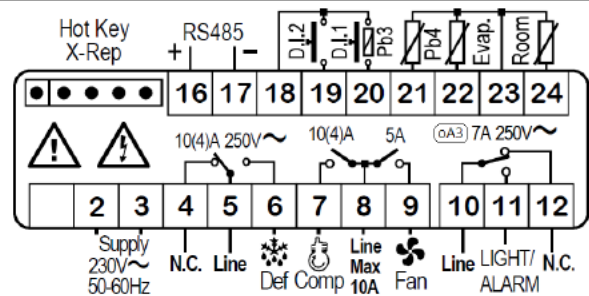 Hot Key
X-Rep
+ RS485 -
D.I.2
D.I.1
Pb3
Pb4
Evap.
Room
16 17 18 19 20 21 22 23 24
10(4)A 250V~
10(4)A
5A
oA3 7A 250V~
2 3 4 5 6 7 8 9 10 11 12
Supply
230V~
50-60Hz
N.C.
Line
Def
Comp
Line
Max
10A
Fan
Line
LIGHT/
ALARM
N.C.